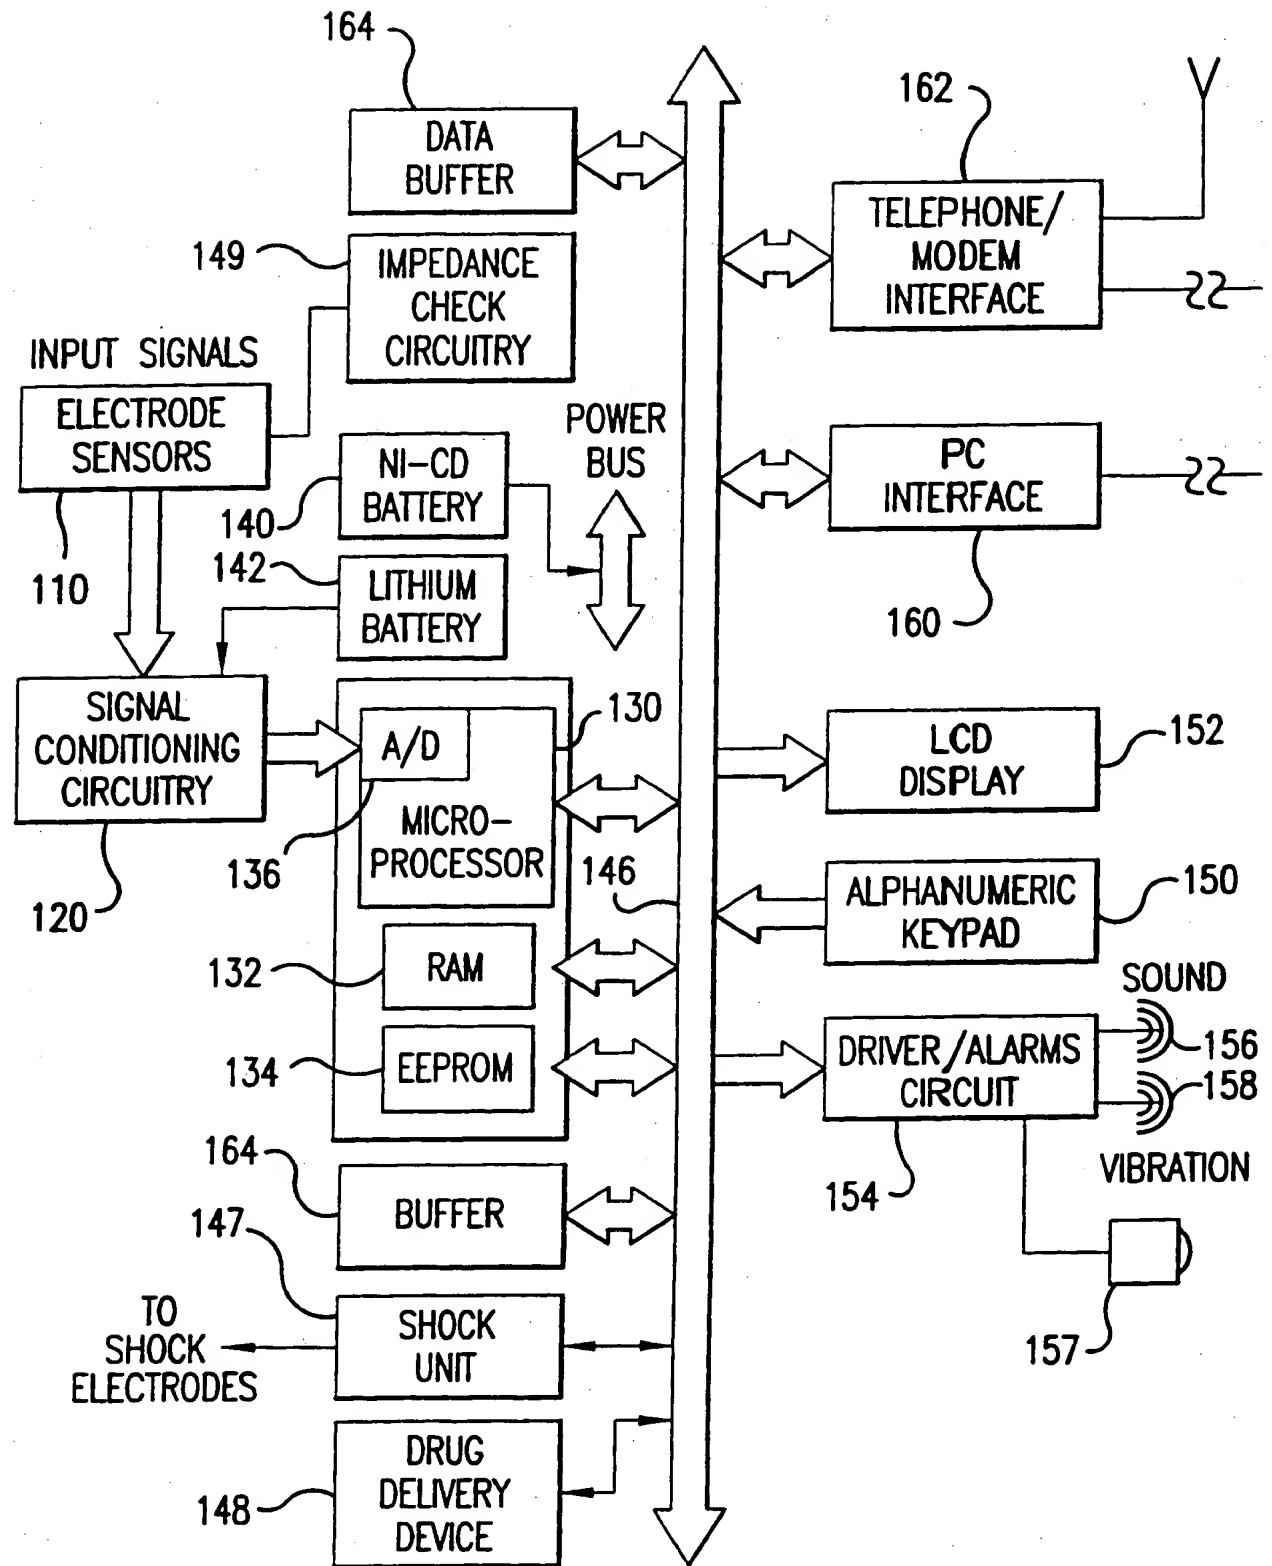 164
DATA
BUFFER
162
TELEPHONE/
MODEM
INTERFACE
149
IMPEDANCE
CHECK
CIRCUITRY
INPUT SIGNALS
ELECTRODE
SENSORS
110
POWER
BUS
NI-CD
BATTERY
140
142
LITHIUM
BATTERY
PC
INTERFACE
160
SIGNAL
CONDITIONING
CIRCUITRY
120
A/D
130
136
MICRO-
PROCESSOR
146
LCD
DISPLAY
152
ALPHANUMERIC
KEYPAD
150
132
RAM
134
EEPROM
SOUND
156
158
VIBRATION
DRIVER/ALARMS
CIRCUIT
154
157
164
BUFFER
147
SHOCK
UNIT
TO
SHOCK
ELECTRODES
DRUG
DELIVERY
DEVICE
148